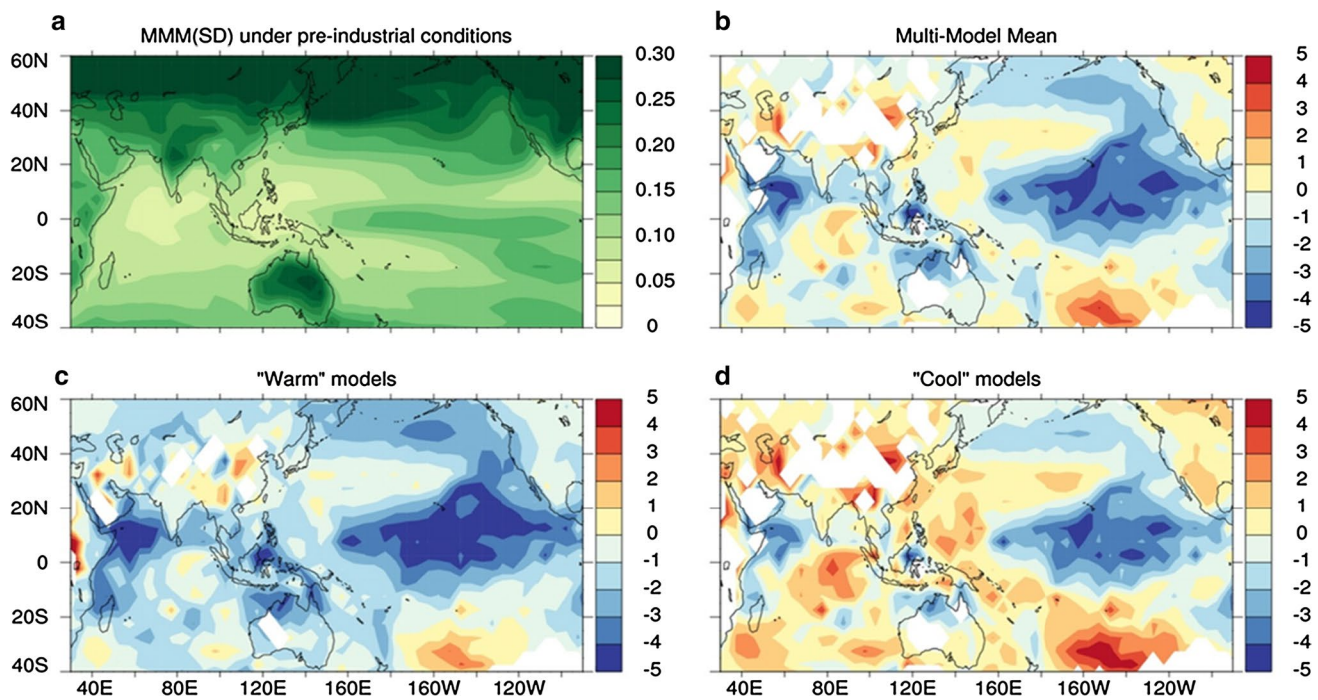 a
MMM(SD) under pre-industrial conditions
60N
40N
20N
0
20S
40S
0.30
0.25
0.20
0.15
0.10
0.05
0
b
Multi-Model Mean
5
4
3
2
1
0
-1
-2
-3
-4
-5
c
"Warm" models
60N
40N
20N
0
20S
40S
40E 80E 120E 160E 160W 120W
5
4
3
2
1
0
-1
-2
-3
-4
-5
d
"Cool" models
40E 80E 120E 160E 160W 120W
5
4
3
2
1
0
-1
-2
-3
-4
-5